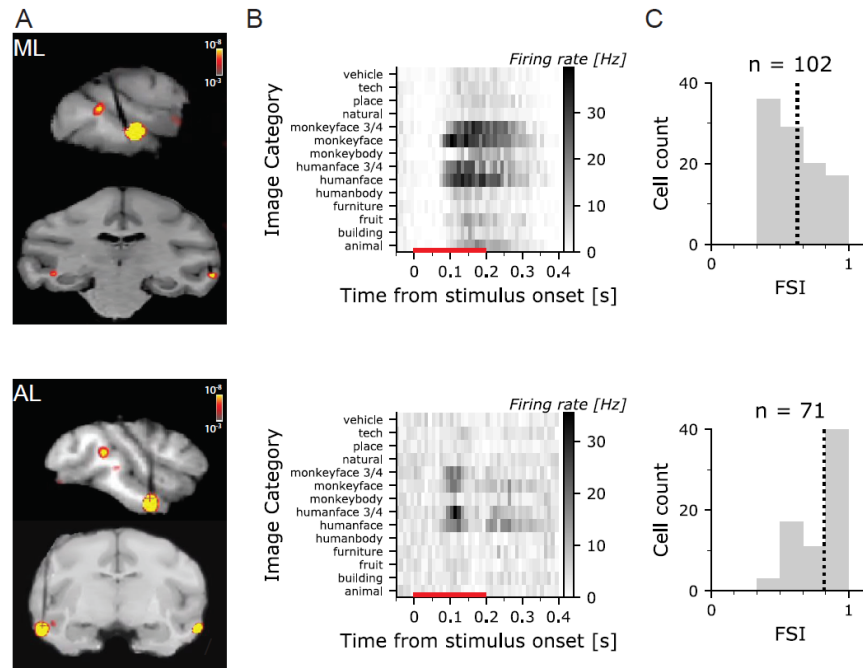 A
B
C
ML
10⁻⁸
10⁻³
Firing rate [Hz]
Image Category
vehicle
tech
place
natural
monkeyface 3/4
monkeyface
monkeybody
humanface 3/4
humanface
humanbody
furniture
fruit
building
animal
30
20
10
0
0 0.1 0.2 0.3 0.4
Time from stimulus onset [s]
n = 102
Cell count
40
20
0
0 1
FSI
AL
10⁻⁸
10⁻³
Firing rate [Hz]
Image Category
vehicle
tech
place
natural
monkeyface 3/4
monkeyface
monkeybody
humanface 3/4
humanface
humanbody
furniture
fruit
building
animal
30
20
10
0
0 0.1 0.2 0.3 0.4
Time from stimulus onset [s]
n = 71
Cell count
40
20
0
0 1
FSI